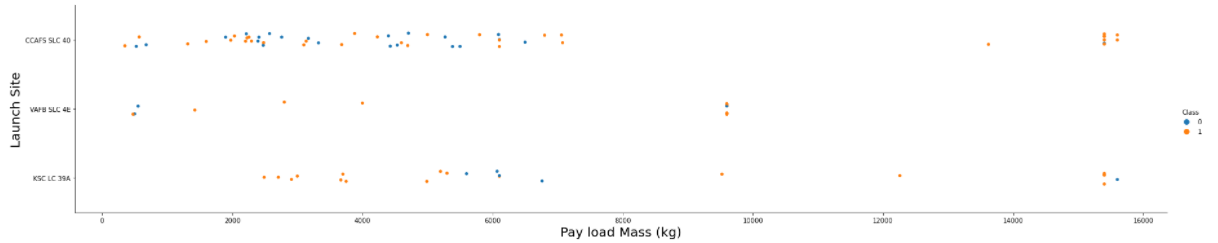 Launch Site
CCAFS SLC 40
VAFB SLC 4E
KSC LC 39A
0 2000 4000 6000 8000 10000 12000 14000 16000
Pay load Mass (kg)
Class
0
1